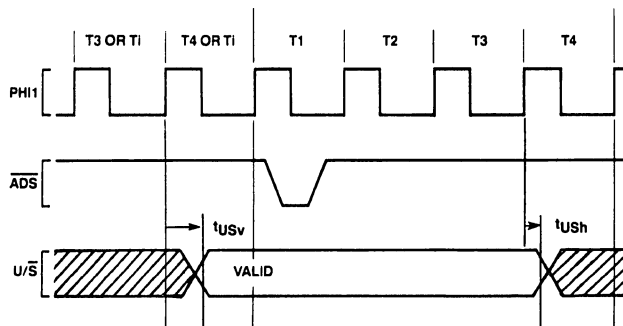 T3 OR Ti T4 OR Ti T1 T2 T3 T4
PHI1
ADS
tUSv tUSh
U/S VALID